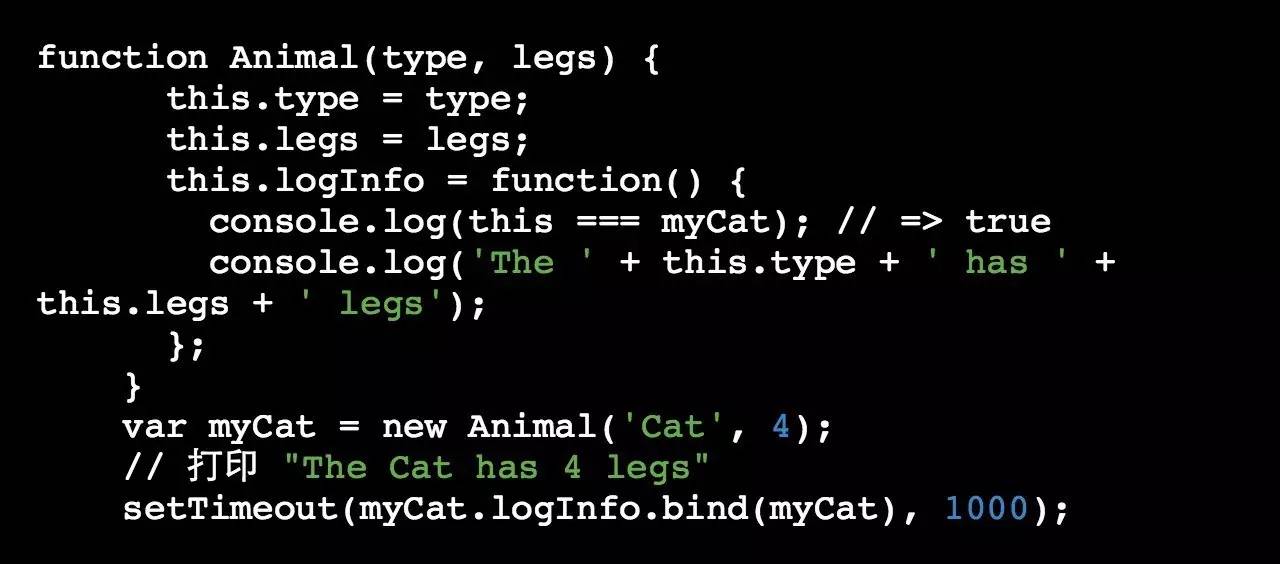 function Animal(type, legs) {
      this.type = type;
      this.legs = legs;
      this.logInfo = function() {
        console.log(this === myCat); // => true
        console.log('The ' + this.type + ' has ' +
this.legs + ' legs');
      };
    }
    var myCat = new Animal('Cat', 4);
    // 打印 "The Cat has 4 legs"
    setTimeout(myCat.logInfo.bind(myCat), 1000);